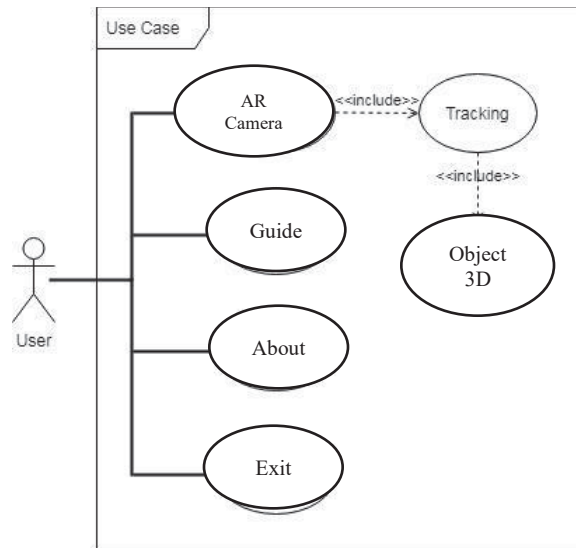 Use Case
AR
Camera
<<include>>
Tracking
<<include>>
Guide
Object
3D
User
About
Exit